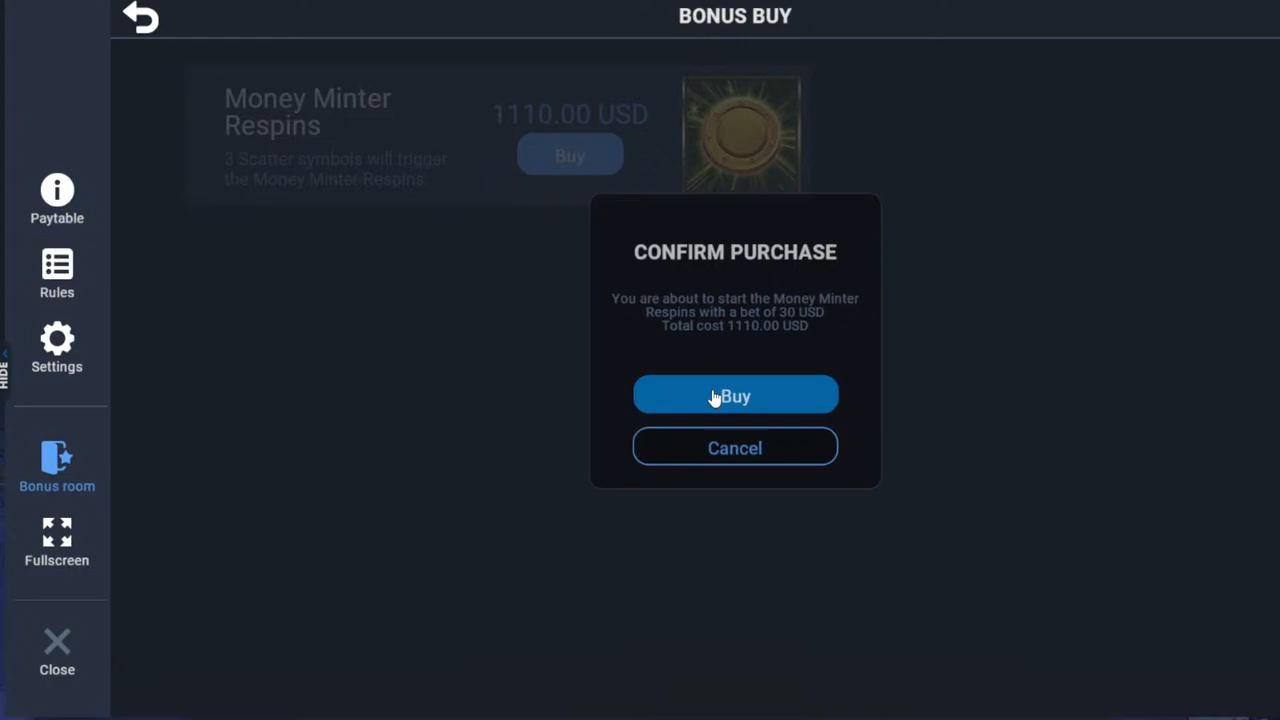 BONUS BUY
Money Minter
Respins
1110.00 USD
Buy
3 Scatter symbols will trigger
the Money Minter Respins.
Paytable
Rules
Settings
HIDE
Bonus room
Fullscreen
Close
CONFIRM PURCHASE
You are about to start the Money Minter
Respins with a bet of 30 USD
Total cost 1110.00 USD
Buy
Cancel